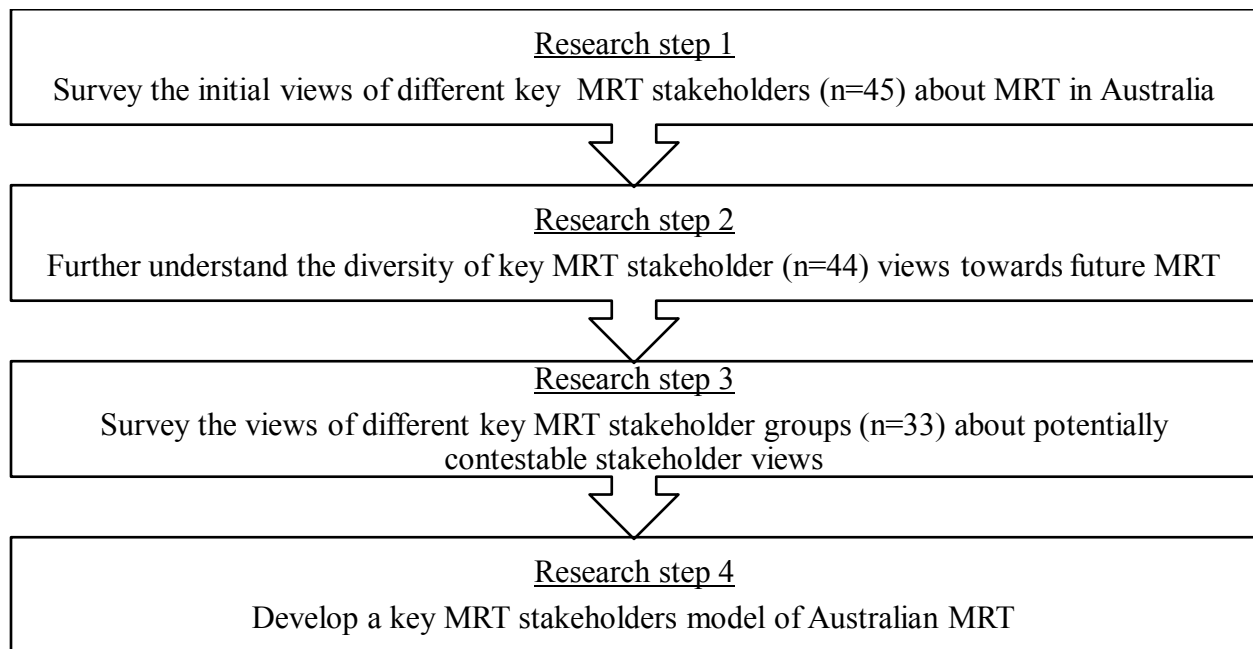 Research step 1
Survey the initial views of different key MRT stakeholders (n=45) about MRT in Australia
Research step 2
Further understand the diversity of key MRT stakeholder (n=44) views towards future MRT
Research step 3
Survey the views of different key MRT stakeholder groups (n=33) about potentially
contestable stakeholder views
Research step 4
Develop a key MRT stakeholders model of Australian MRT